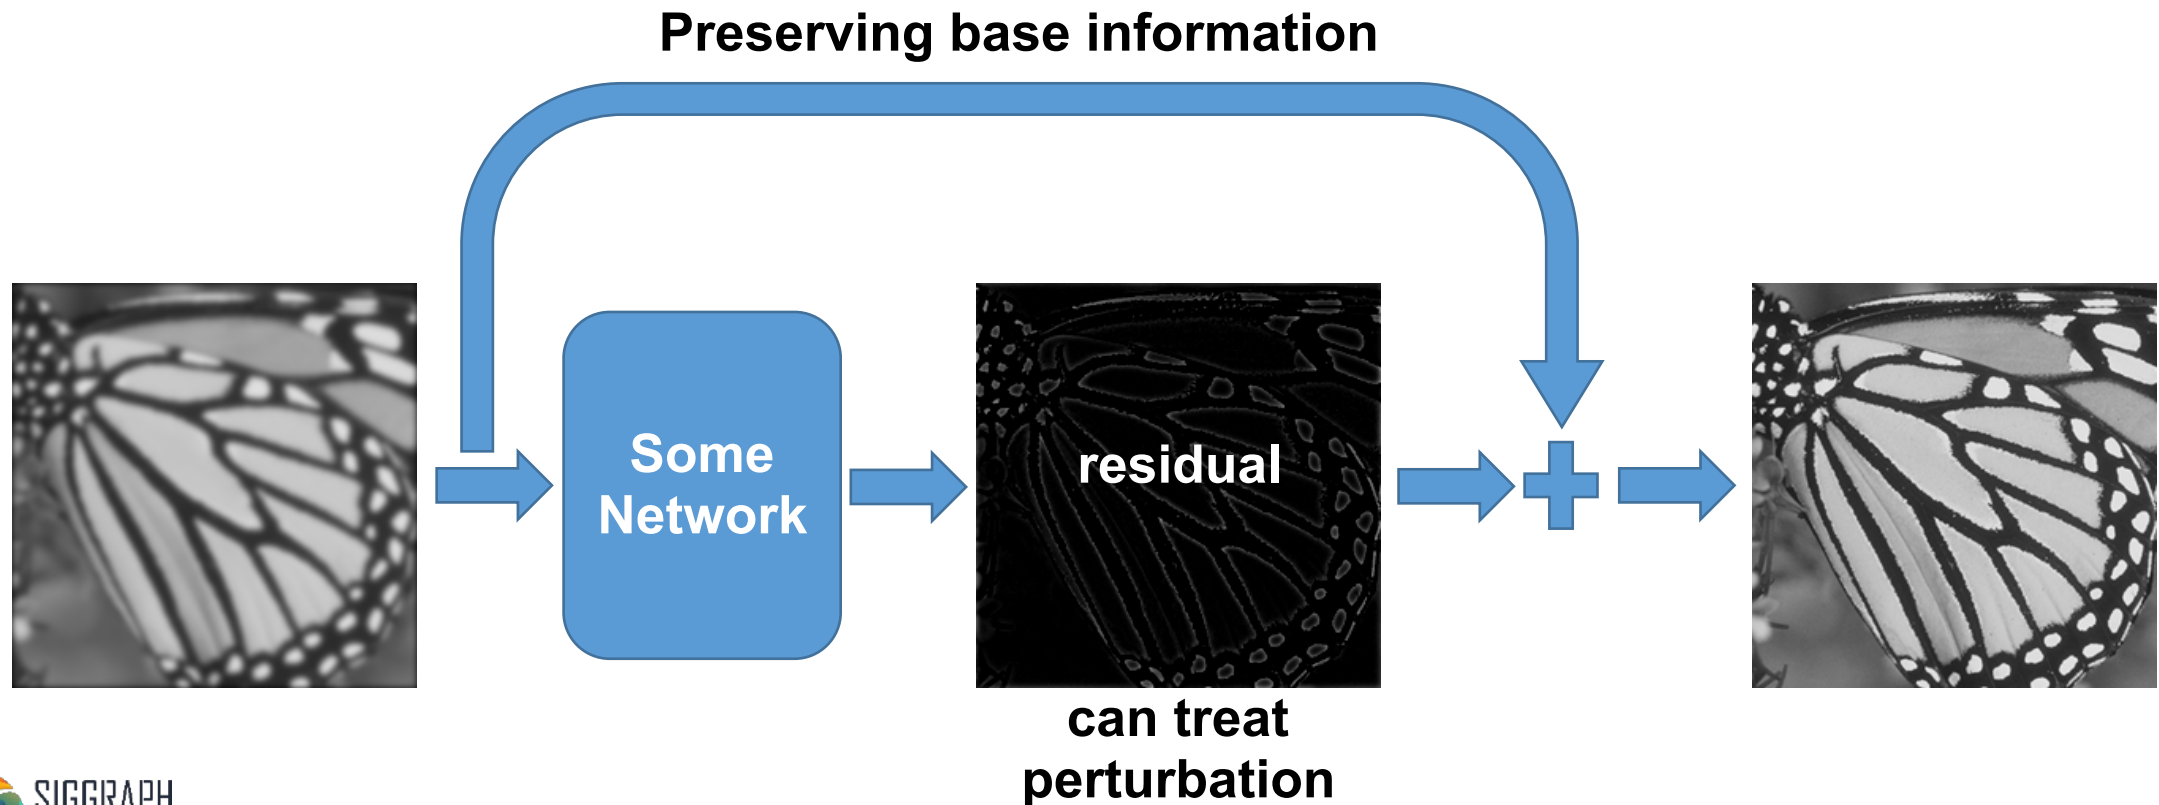 Preserving base information
Some
Network
residual
can treat
perturbation
SIGGRAPH